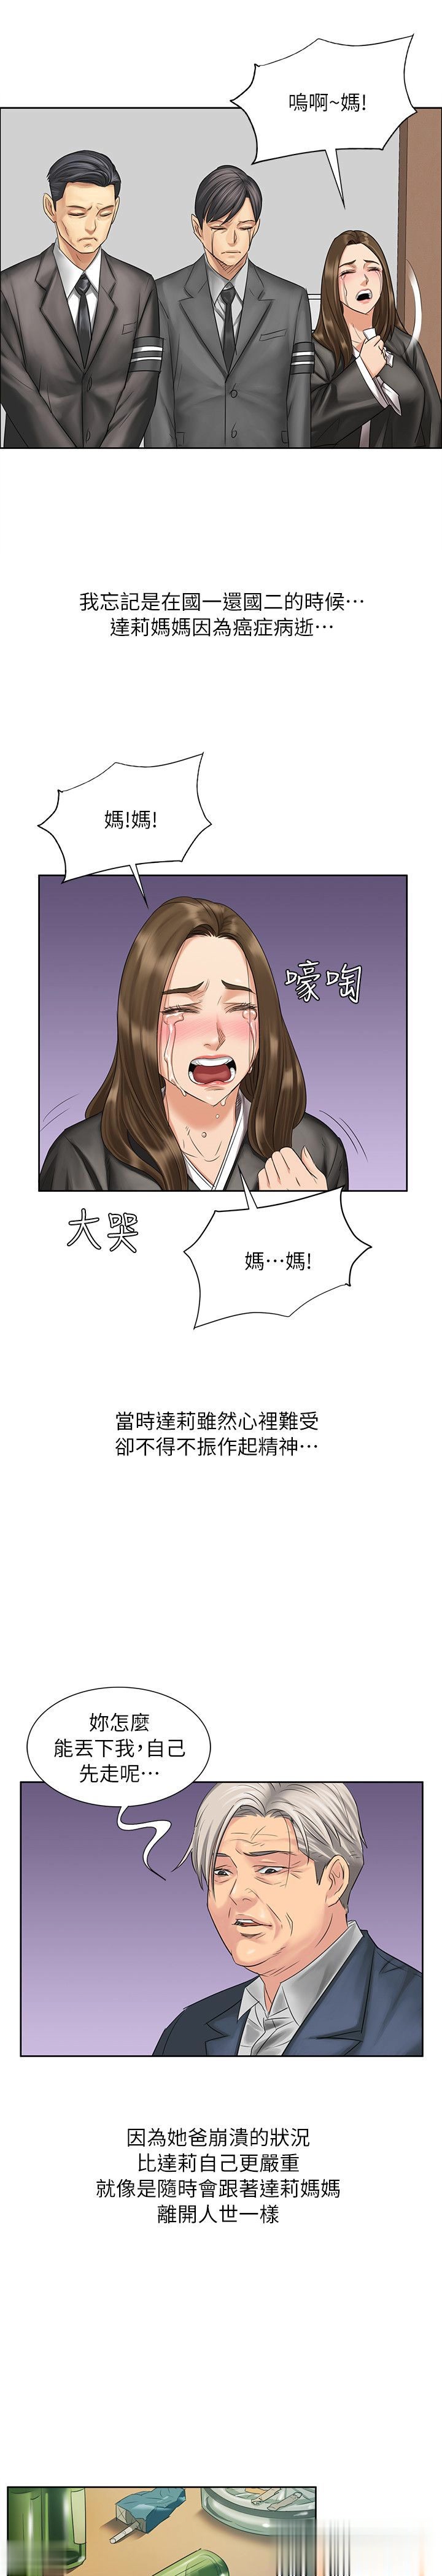 嗚啊~媽!
我忘記是在國一還國二的時候…
達莉媽媽因為癌症病逝…
媽!媽!
嚎啕
大哭
媽…媽!
當時達莉雖然心裡難受
卻不得不振作起精神…
妳怎麼
能丟下我,自己
先走呢…
因為她爸崩潰的狀況
比達莉自己更嚴重
就像是隨時會跟著達莉媽媽
離開人世一樣